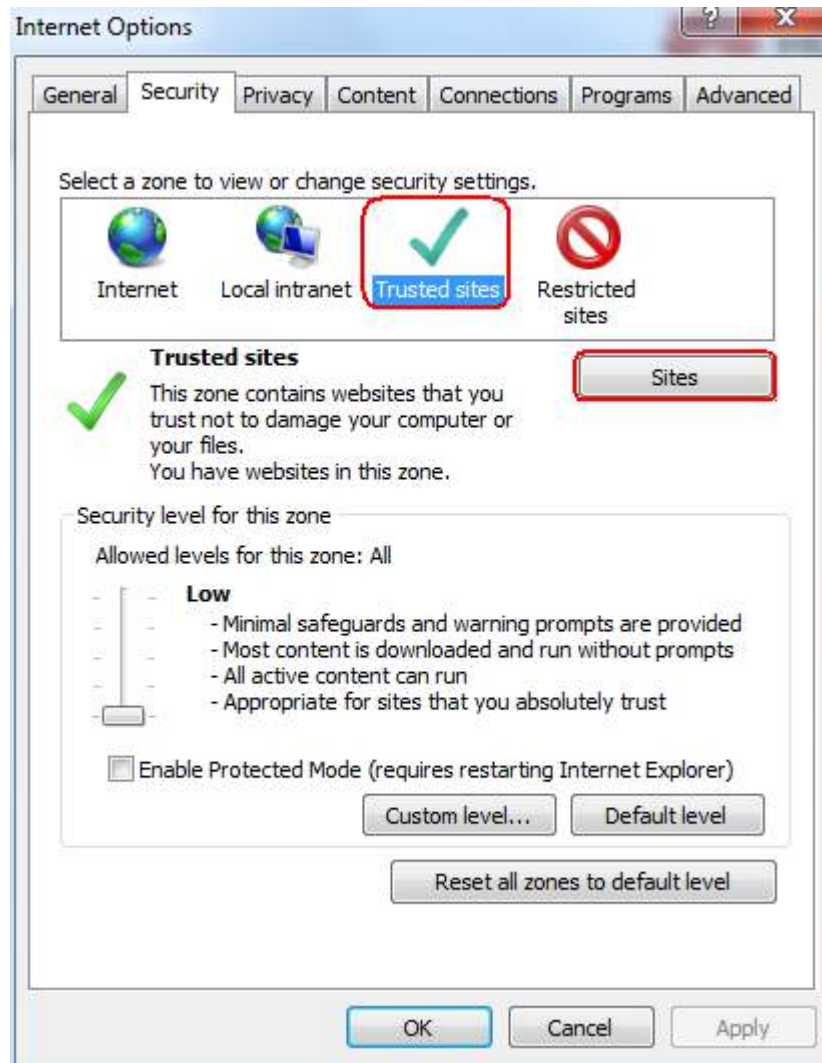 Internet Options
General Security Privacy Content Connections Programs Advanced
Select a zone to view or change security settings.
Internet
Local intranet
Trusted sites
Restricted
sites
Trusted sites
This zone contains websites that you
trust not to damage your computer or
your files.
You have websites in this zone.
Sites
Security level for this zone
Allowed levels for this zone: All
Low
- Minimal safeguards and warning prompts are provided
- Most content is downloaded and run without prompts
- All active content can run
- Appropriate for sites that you absolutely trust
Enable Protected Mode (requires restarting Internet Explorer)
Custom level... Default level
Reset all zones to default level
OK Cancel Apply